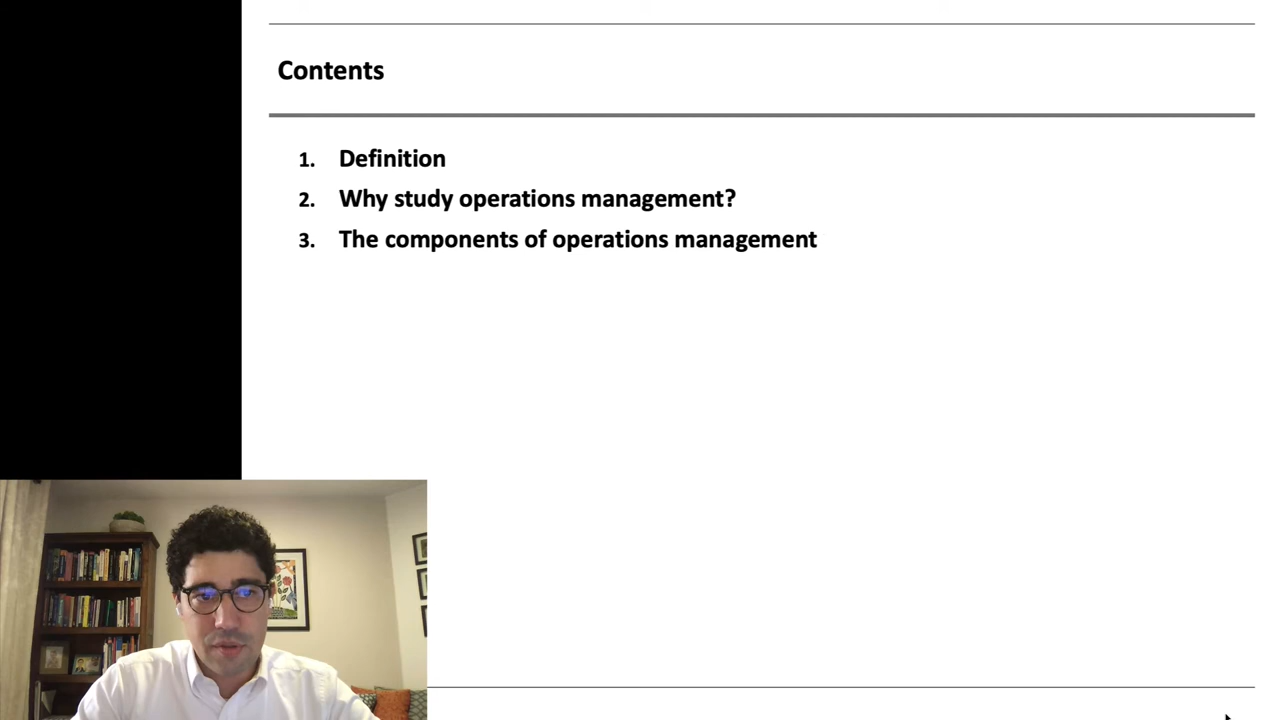 Contents
1. Definition
2. Why study operations management?
3. The components of operations management